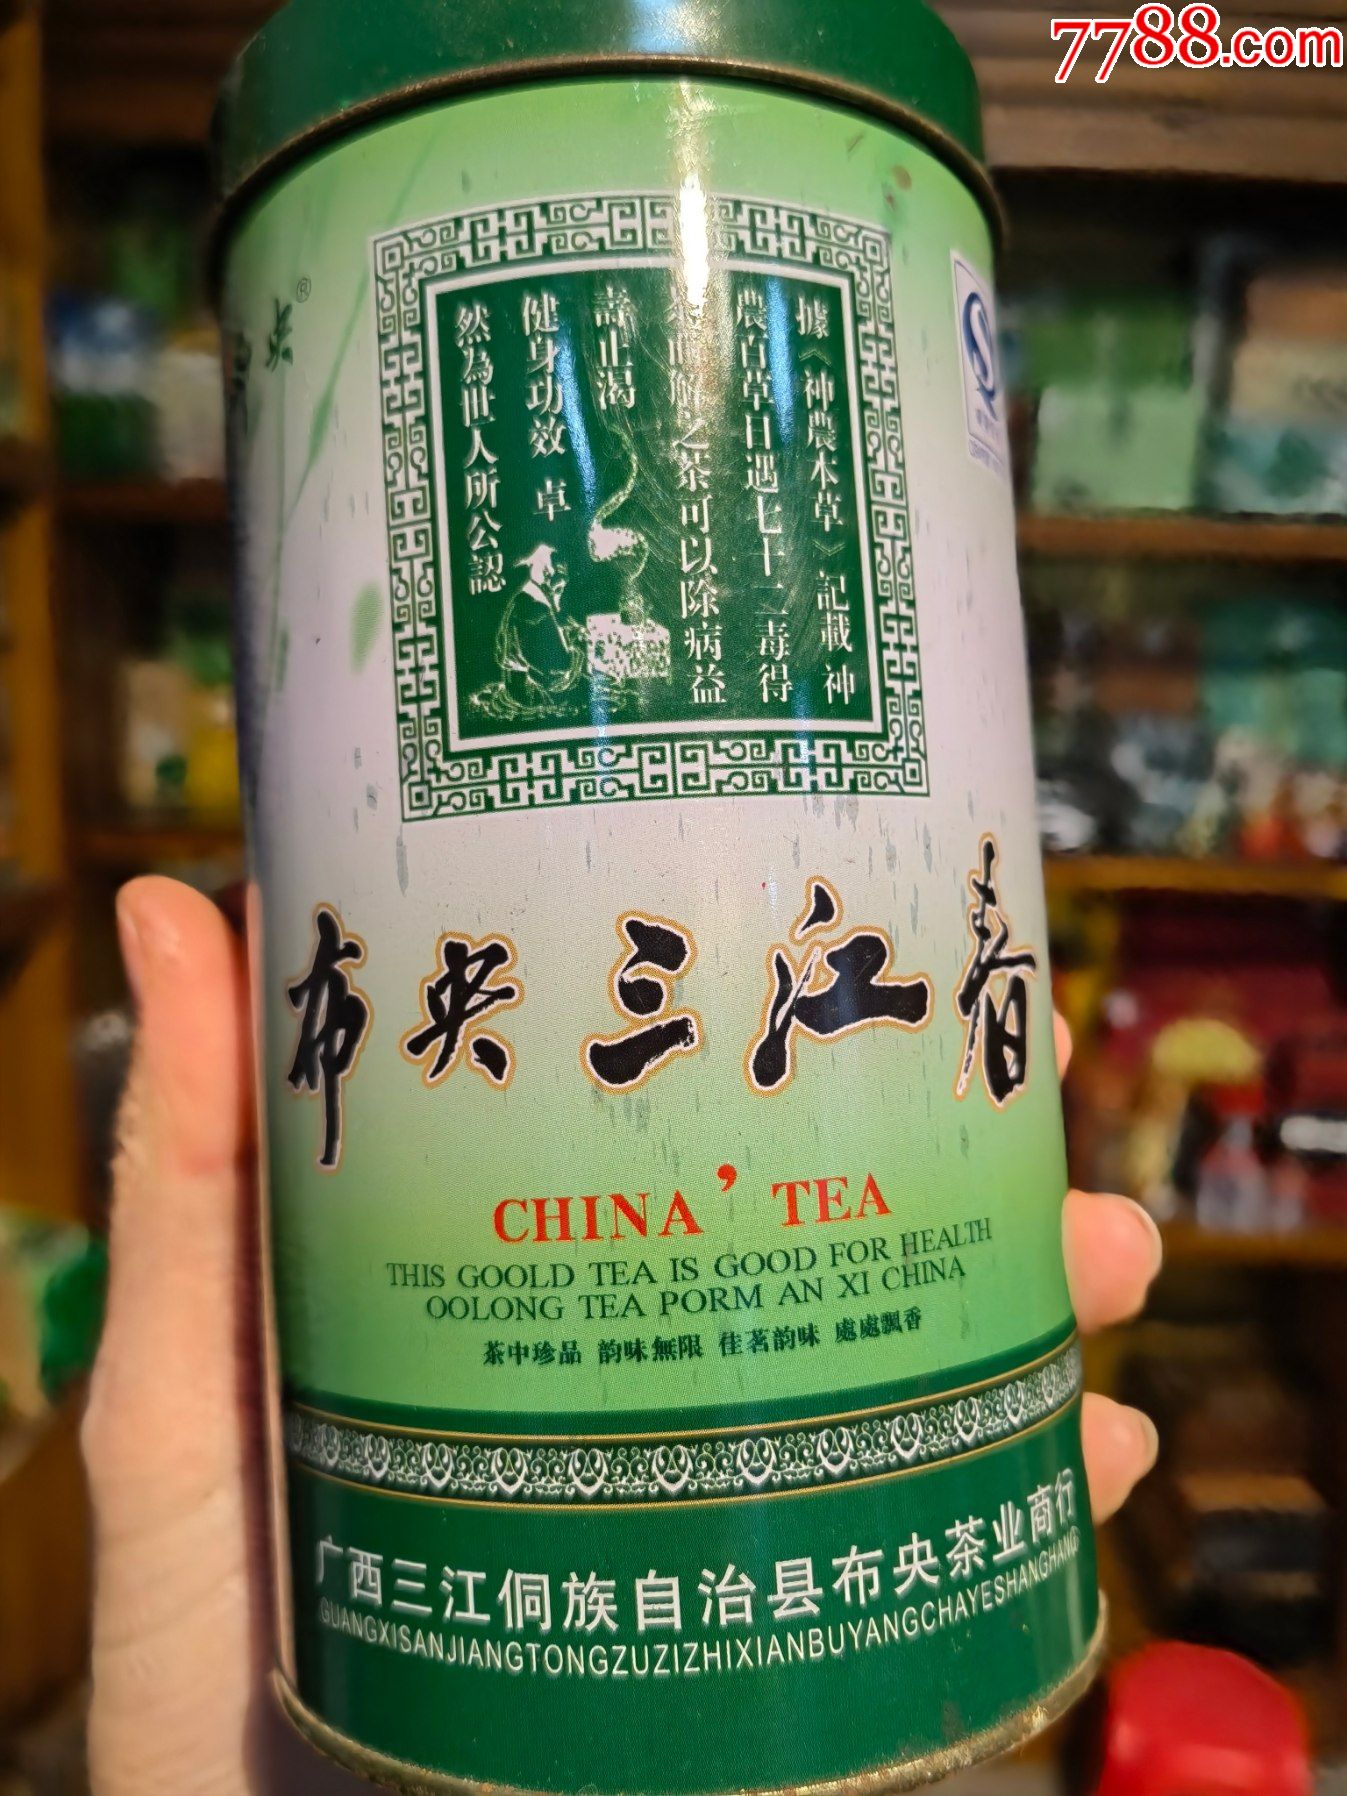 7788.com
央®
據《神農本草》記載神
農百草日遇七十二毒得
茶而解之茶可以除病益
壽止渴
健身功效 卓
然為世人所公認
布央三江春
CHINA’TEA
THIS GOOLD TEA IS GOOD FOR HEALTH
OOLONG TEA PORM AN XI CHINA
茶中珍品 韵味無限 佳茗韵味 處處飄香
广西三江侗族自治县布央茶业商行
GUANGXISANJIANGTONGZUZIZHIXIANBUYANGCHAYESHANGHANG